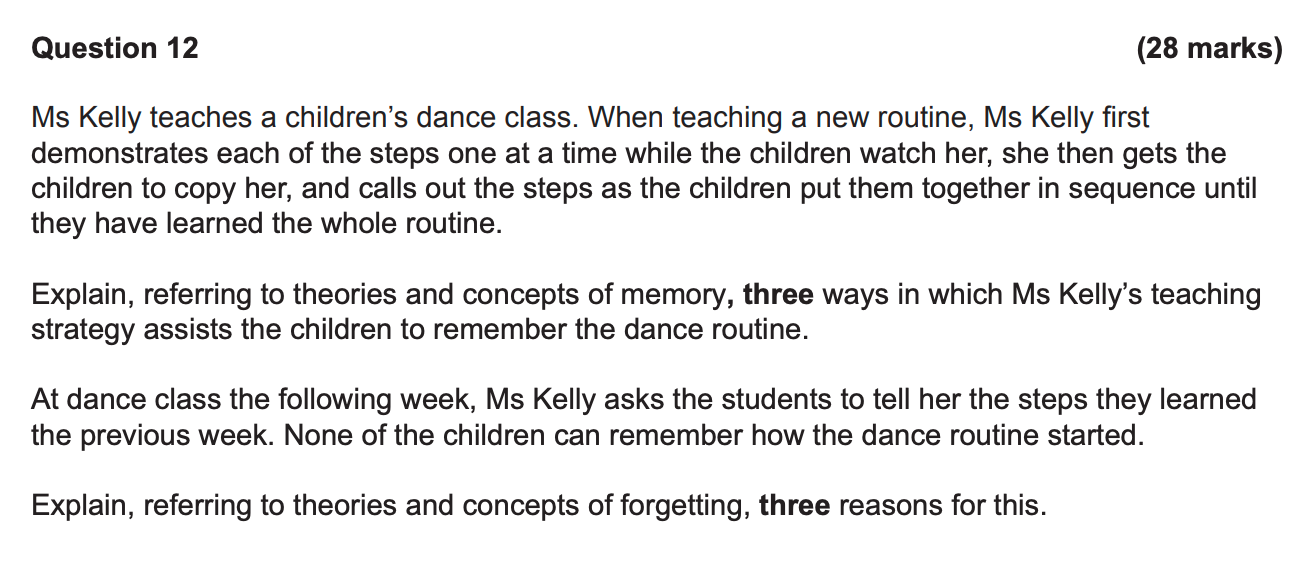 Question 12 (28 marks)
Ms Kelly teaches a children’s dance class. When teaching a new routine, Ms Kelly first
demonstrates each of the steps one at a time while the children watch her, she then gets the
children to copy her, and calls out the steps as the children put them together in sequence until
they have learned the whole routine.
Explain, referring to theories and concepts of memory, three ways in which Ms Kelly’s teaching
strategy assists the children to remember the dance routine.
At dance class the following week, Ms Kelly asks the students to tell her the steps they learned
the previous week. None of the children can remember how the dance routine started.
Explain, referring to theories and concepts of forgetting, three reasons for this.